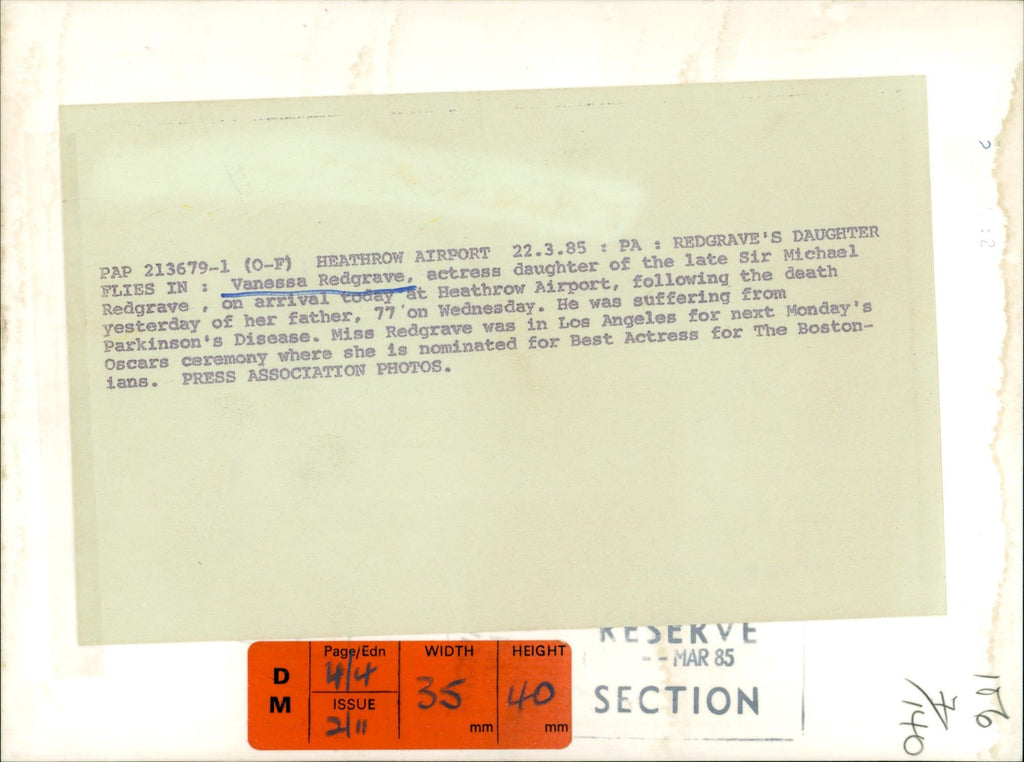 PAP 213679-1 (O-F)   HEATHROW AIRPORT   22.3.85 : PA : REDGRAVE'S DAUGHTER
FLIES IN : Vanessa Redgrave, actress daughter of the late Sir Michael
Redgrave , on arrival today at Heathrow Airport, following the death
yesterday of her father, 77 on Wednesday. He was suffering from
Parkinson's Disease. Miss Redgrave was in Los Angeles for next Monday's
Oscars ceremony where she is nominated for Best Actress for The Boston-
ians.  PRESS ASSOCIATION PHOTOS.
RESERVE
-- MAR 85
SECTION
D M
Page/Edn
4/4
ISSUE
2/11
WIDTH
35
mm
HEIGHT
40
mm
7
140